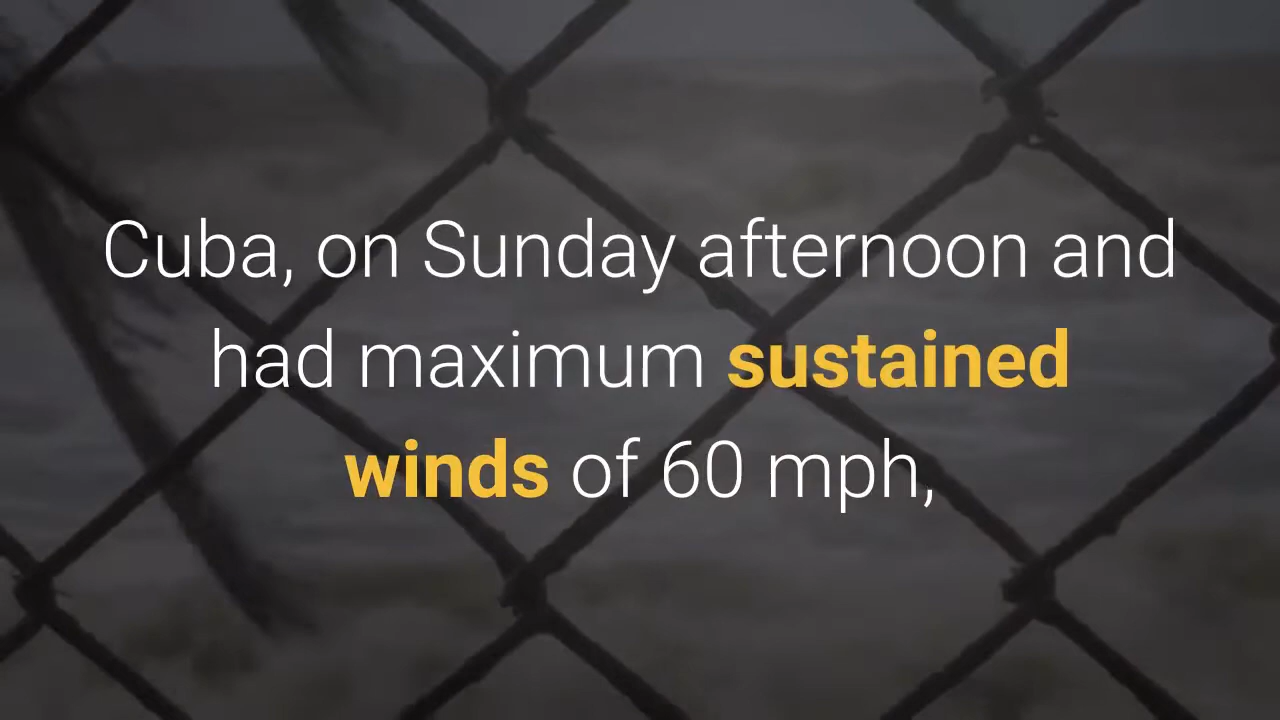 Cuba, on Sunday afternoon and
had maximum sustained
winds of 60 mph,